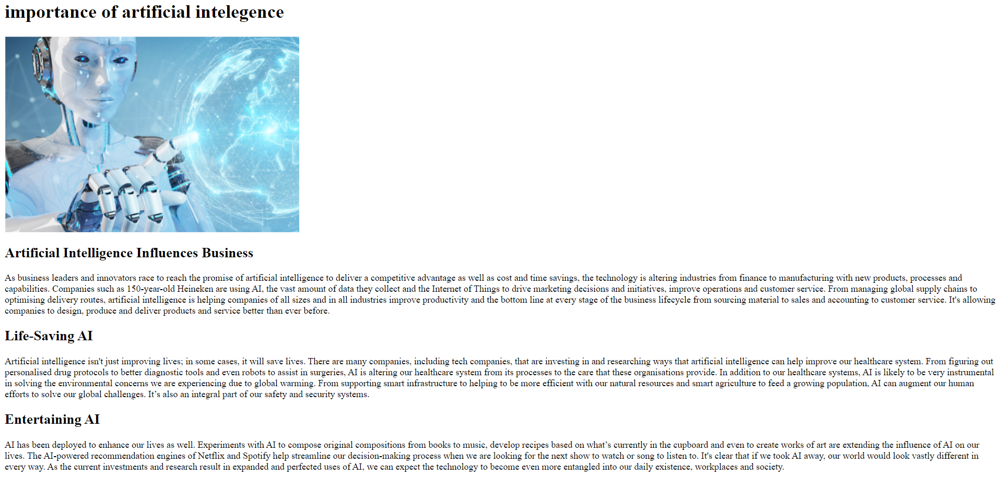 importance of artificial intelegence
Artificial Intelligence Influences Business
As business leaders and innovators race to reach the promise of artificial intelligence to deliver a competitive advantage as well as cost and time savings, the technology is altering industries from finance to manufacturing with new products, processes and
capabilities. Companies such as 150-year-old Heineken are using AI, the vast amount of data they collect and the Internet of Things to drive marketing decisions and initiatives, improve operations and customer service. From managing global supply chains to
optimising delivery routes, artificial intelligence is helping companies of all sizes and in all industries improve productivity and the bottom line at every stage of the business lifecycle from sourcing material to sales and accounting to customer service. It's allowing
companies to design, produce and deliver products and service better than ever before.
Life-Saving AI
Artificial intelligence isn't just improving lives; in some cases, it will save lives. There are many companies, including tech companies, that are investing in and researching ways that artificial intelligence can help improve our healthcare system. From figuring out
personalised drug protocols to better diagnostic tools and even robots to assist in surgeries, AI is altering our healthcare system from its processes to the care that these organisations provide. In addition to our healthcare systems, AI is likely to be very instrumental
in solving the environmental concerns we are experiencing due to global warming. From supporting smart infrastructure to helping to be more efficient with our natural resources and smart agriculture to feed a growing population, AI can augment our human
efforts to solve our global challenges. It’s also an integral part of our safety and security systems.
Entertaining AI
AI has been deployed to enhance our lives as well. Experiments with AI to compose original compositions from books to music, develop recipes based on what’s currently in the cupboard and even to create works of art are extending the influence of AI on our
lives. The AI-powered recommendation engines of Netflix and Spotify help streamline our decision-making process when we are looking for the next show to watch or song to listen to. It's clear that if we took AI away, our world would look vastly different in
every way. As the current investments and research result in expanded and perfected uses of AI, we can expect the technology to become even more entangled into our daily existence, workplaces and society.